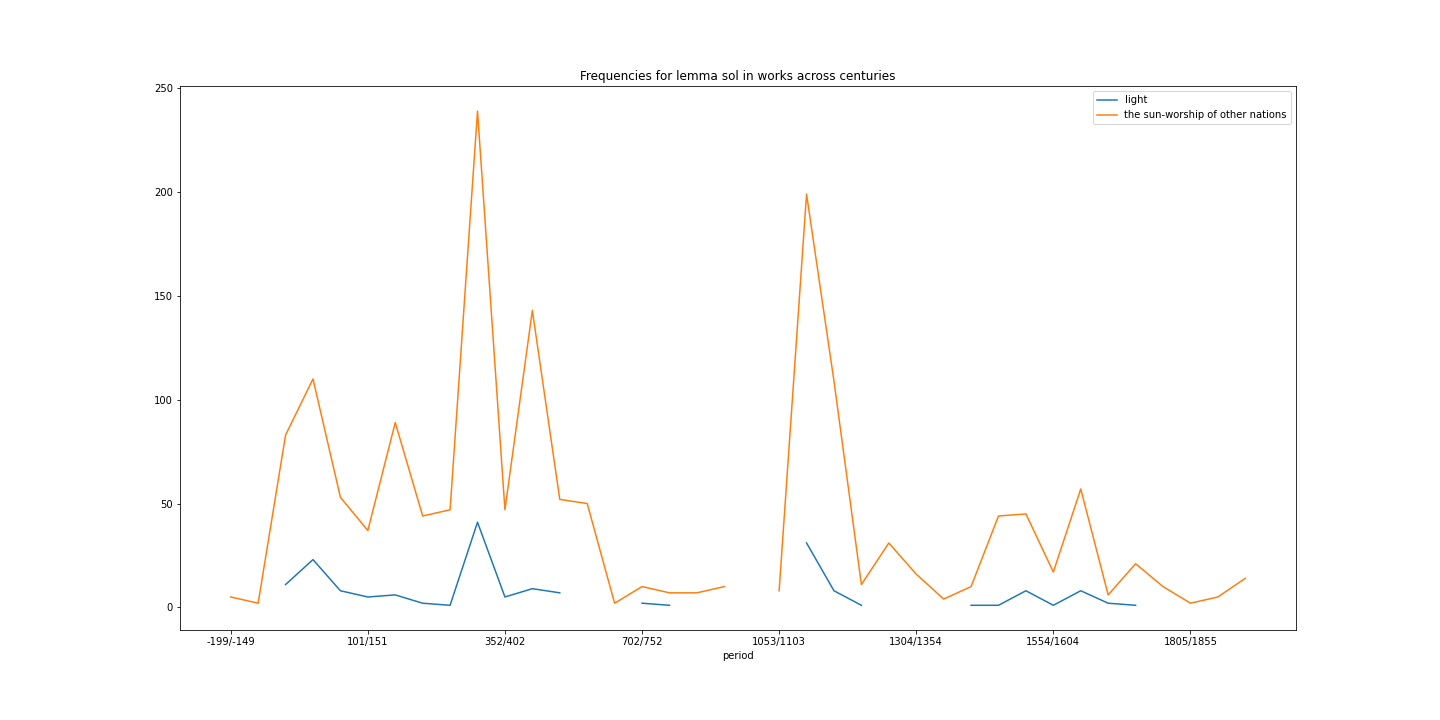 Frequencies for lemma sol in works across centuries
light
the sun-worship of other nations
250
200
150
100
50
0
-199/-149 101/151 352/402 702/752 1053/1103 1304/1354 1554/1604 1805/1855
period